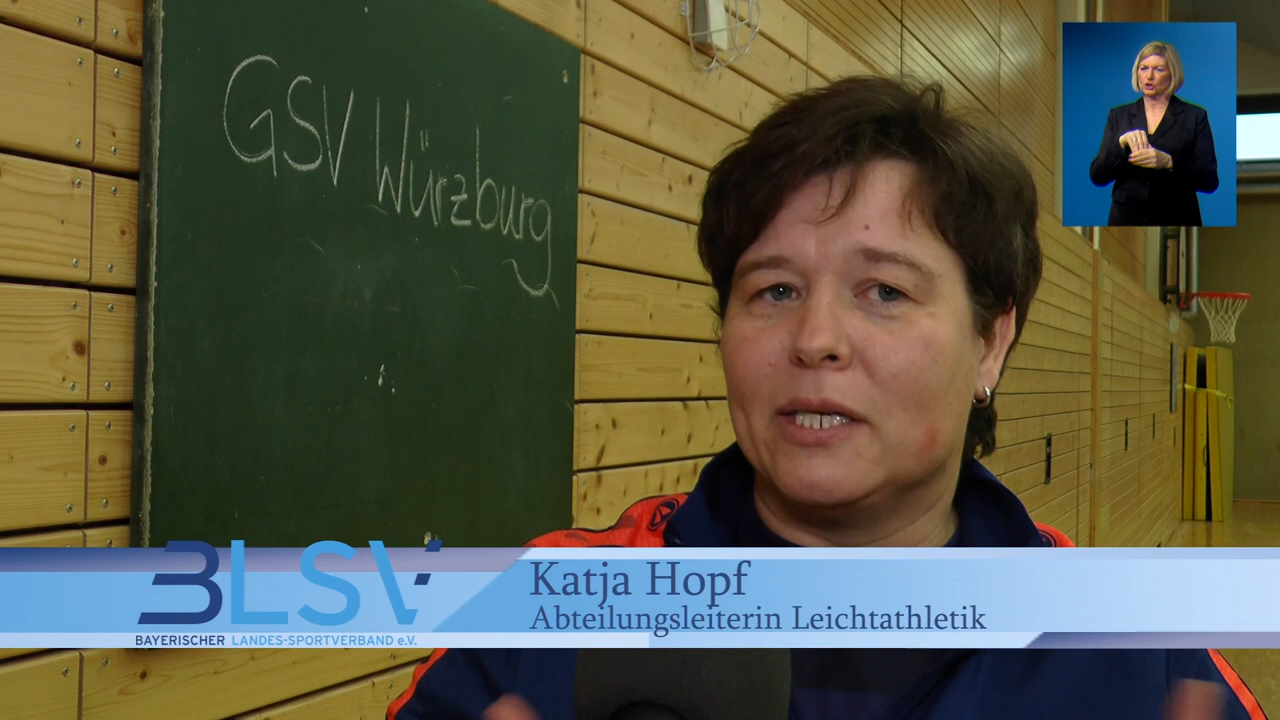 GSV Würzburg
BLSV
BAYERISCHER LANDES-SPORTVERBAND e.V.
Katja Hopf
Abteilungsleiterin Leichtathletik